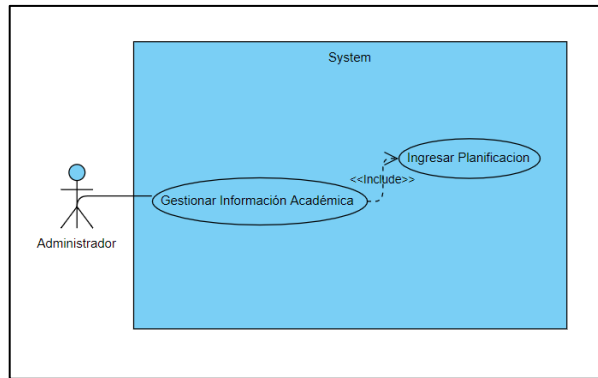 System
Ingresar Planificacion
<<Include>>
Gestionar Información Académica
Administrador